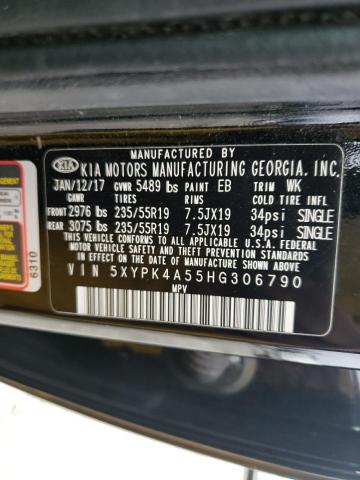 MANUFACTURED BY
KIA KIA MOTORS MANUFACTURING GEORGIA, INC.
JAN/12/17 GVWR 5489 lbs PAINT EB TRIM WK
GAWR TIRES RIMS COLD TIRE INFL
FRONT 2976 lbs 235/55R19 7.5JX19 34psi SINGLE
REAR 3075 lbs 235/55R19 7.5JX19 34psi SINGLE
THIS VEHICLE CONFORMS TO ALL APPLICABLE U.S. FEDERAL
MOTOR VEHICLE SAFETY STANDARDS IN EFFECT ON THE
DATE OF MANUFACTURE SHOWN ABOVE.
VIN 5XYPK4A55HG306790
MPV
6310